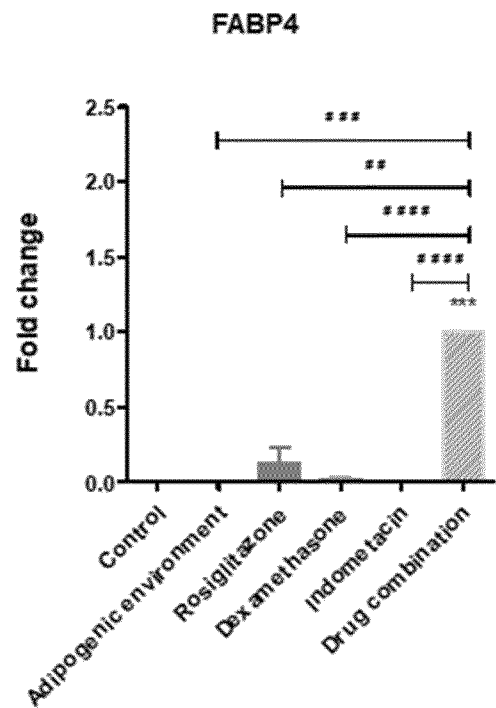 FABP4
Fold change
2.5
2.0
1.5
1.0
0.5
0.0
###
##
####
####
***
Control
Adipogenic environment
Rosiglitazone
Dexamethasone
Indometacin
Drug combination